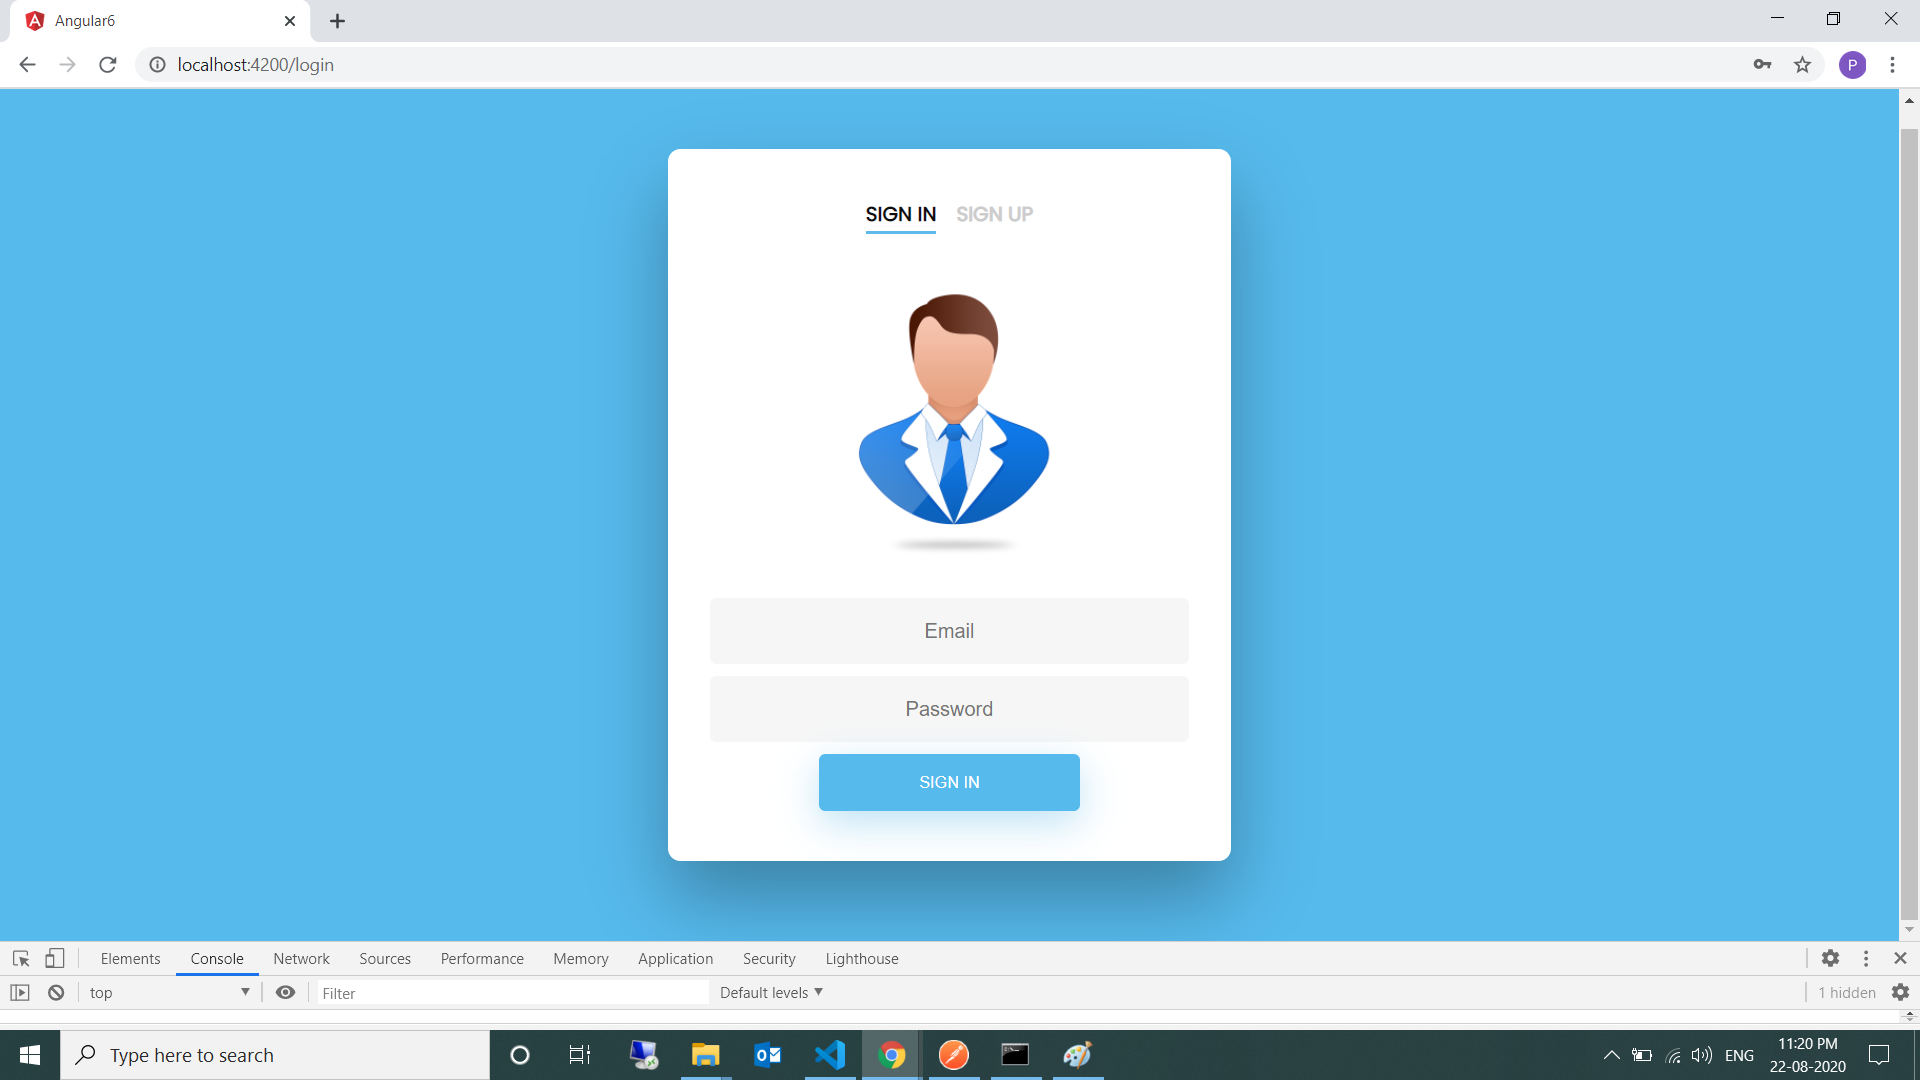 Angular6
localhost:4200/login
P
SIGN IN SIGN UP
Email
Password
SIGN IN
Elements Console Network Sources Performance Memory Application Security Lighthouse
top Filter Default levels 1 hidden
Type here to search
ENG
11:20 PM
22-08-2020